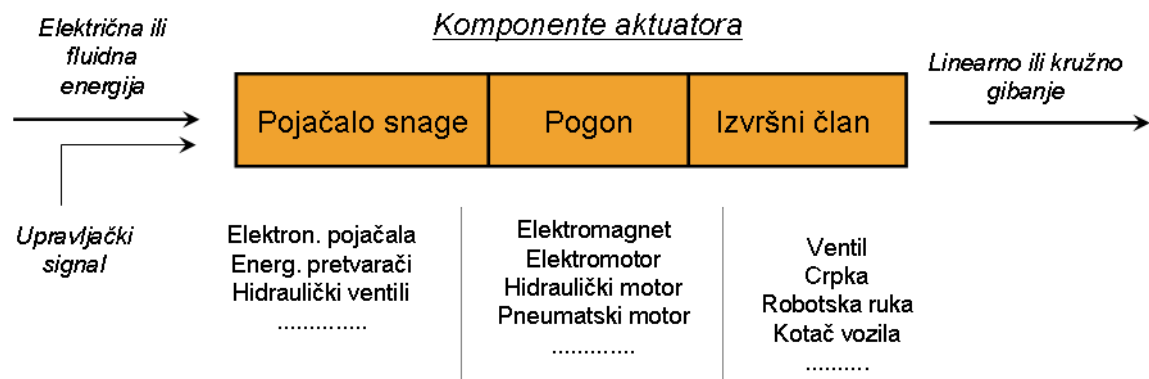 Komponente aktuatora
Električna ili
fluidna
energija
Upravljački
signal
Pojačalo snage
Pogon
Izvršni član
Linearno ili kružno
gibanje
Elektron. pojačala
Energ. pretvarači
Hidraulički ventili
..............
Elektromagnet
Elektromotor
Hidraulički motor
Pneumatski motor
.............
Ventil
Crpka
Robotska ruka
Kotač vozila
..........